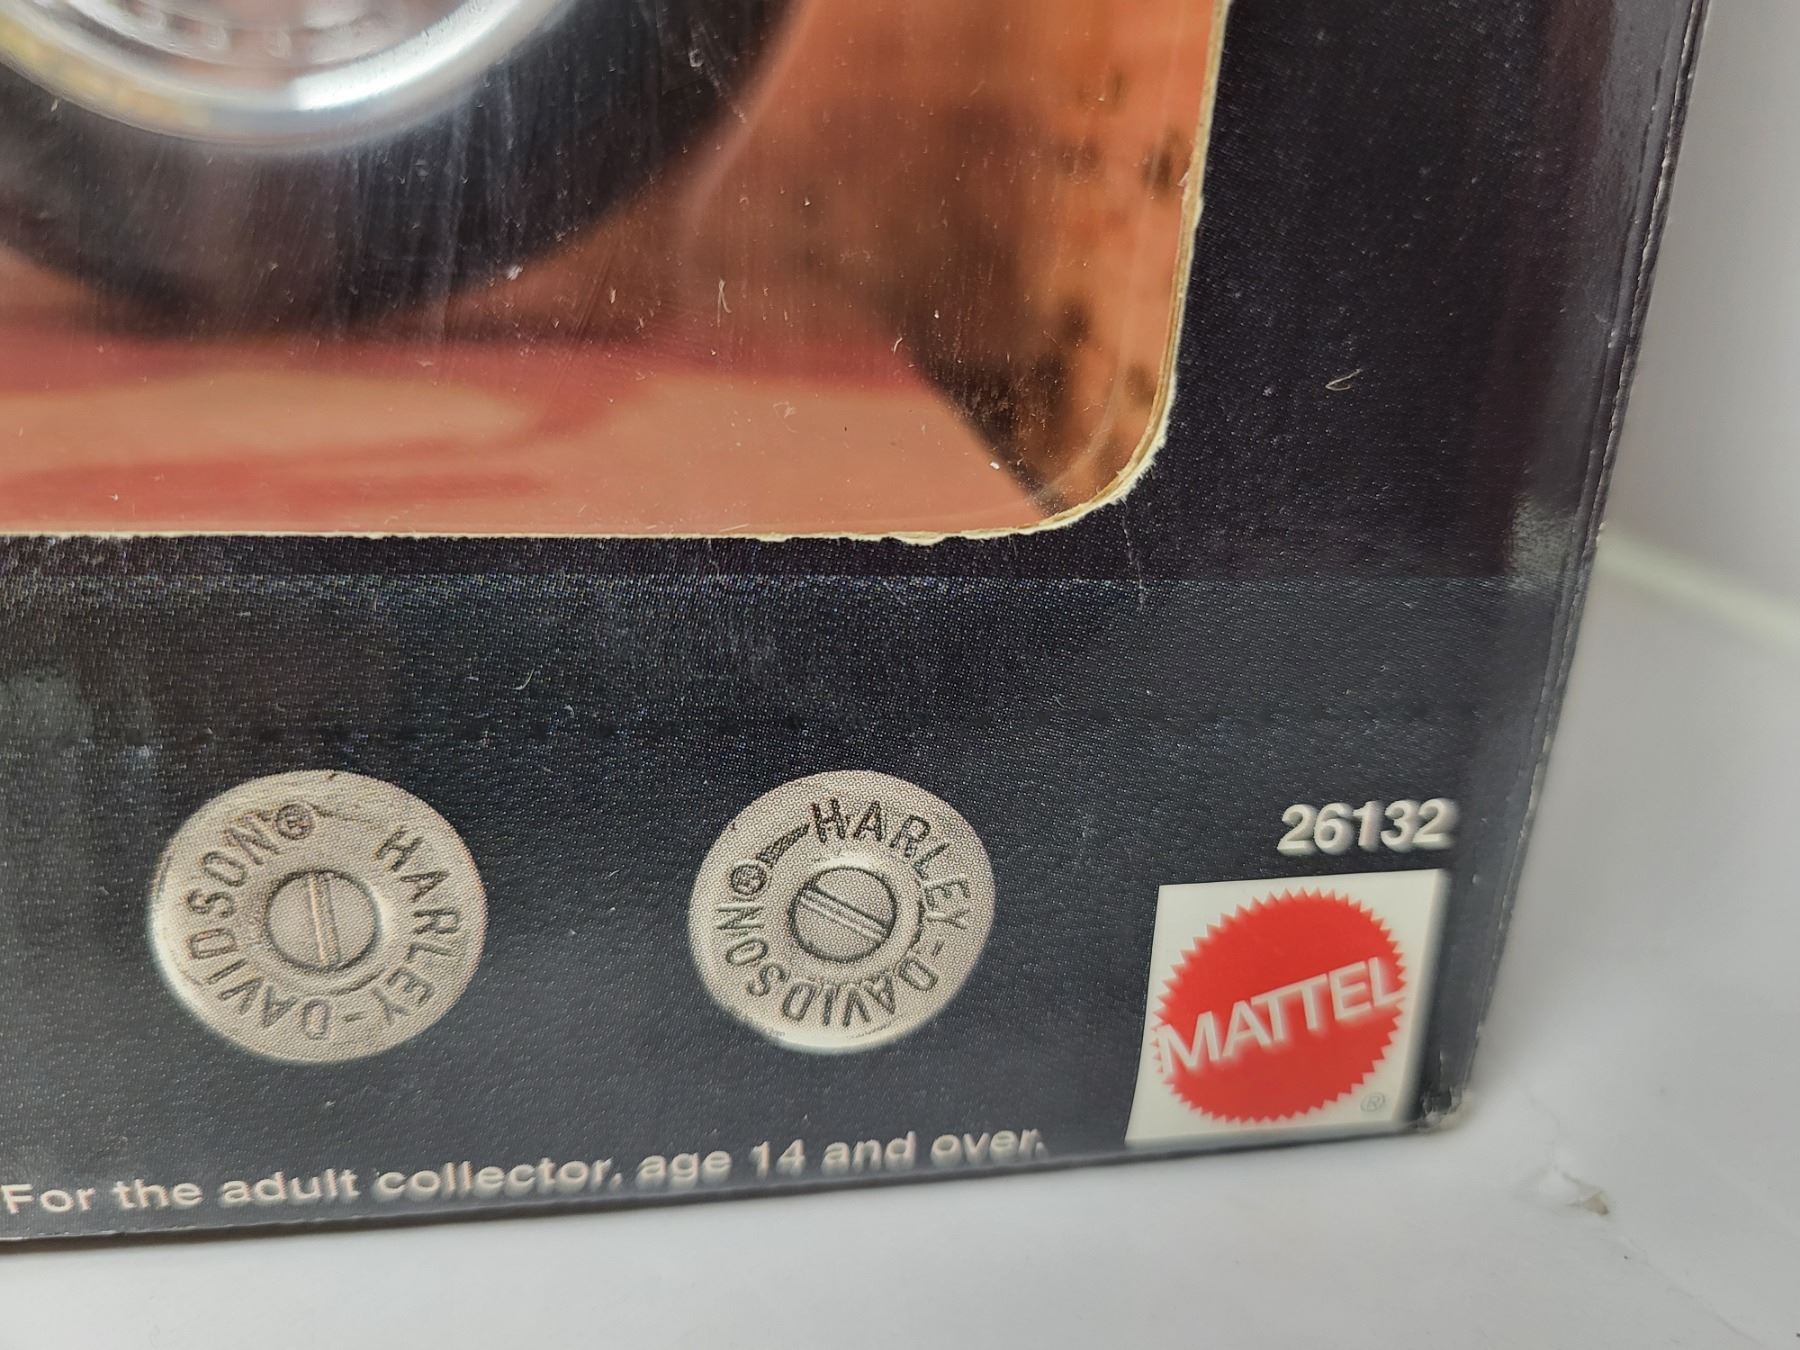 HARLEY-DAVIDSON®
HARLEY-DAVIDSON®
26132
MATTEL
®
For the adult collector, age 14 and over.